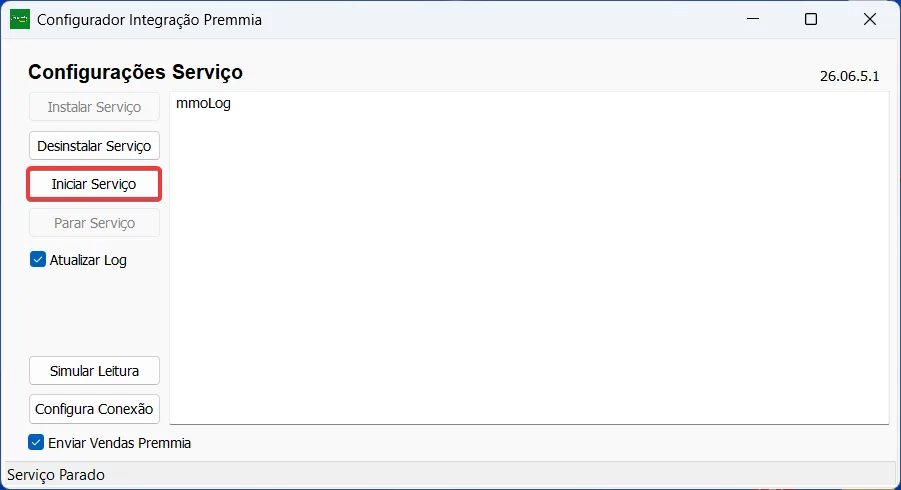 Configurador Integração Premmia
Configurações Serviço
26.06.5.1
Instalar Serviço
mmoLog
Desinstalar Serviço
Iniciar Serviço
Parar Serviço
Atualizar Log
Simular Leitura
Configura Conexão
Enviar Vendas Premmia
Serviço Parado